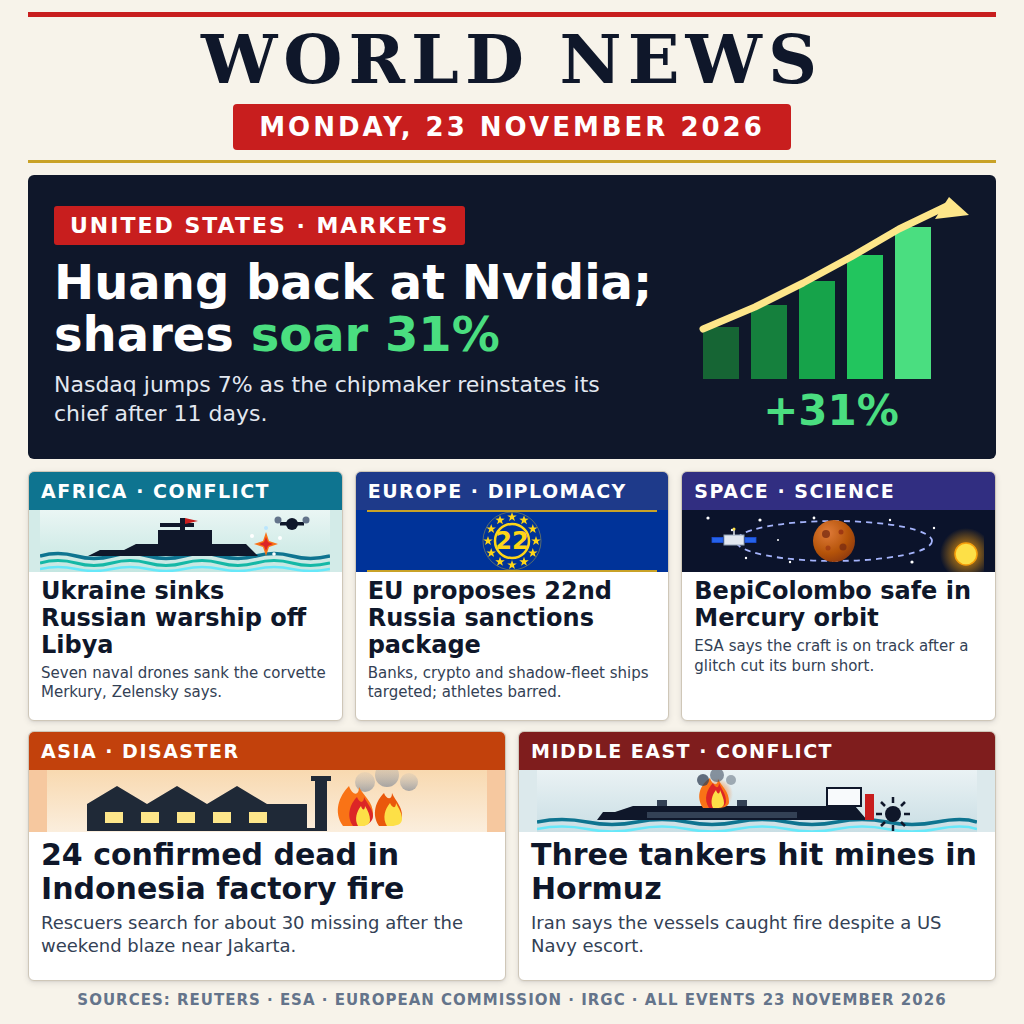 WORLD NEWS
MONDAY, 23 NOVEMBER 2026
UNITED STATES · MARKETS
Huang back at Nvidia;
shares soar 31%
Nasdaq jumps 7% as the chipmaker reinstates its
chief after 11 days.
+31%
AFRICA · CONFLICT
Ukraine sinks
Russian warship off
Libya
Seven naval drones sank the corvette
Merkury, Zelensky says.
EUROPE · DIPLOMACY
22
EU proposes 22nd
Russia sanctions
package
Banks, crypto and shadow-fleet ships
targeted; athletes barred.
SPACE · SCIENCE
BepiColombo safe in
Mercury orbit
ESA says the craft is on track after a
glitch cut its burn short.
ASIA · DISASTER
24 confirmed dead in
Indonesia factory fire
Rescuers search for about 30 missing after the
weekend blaze near Jakarta.
MIDDLE EAST · CONFLICT
Three tankers hit mines in
Hormuz
Iran says the vessels caught fire despite a US
Navy escort.
SOURCES: REUTERS · ESA · EUROPEAN COMMISSION · IRGC · ALL EVENTS 23 NOVEMBER 2026